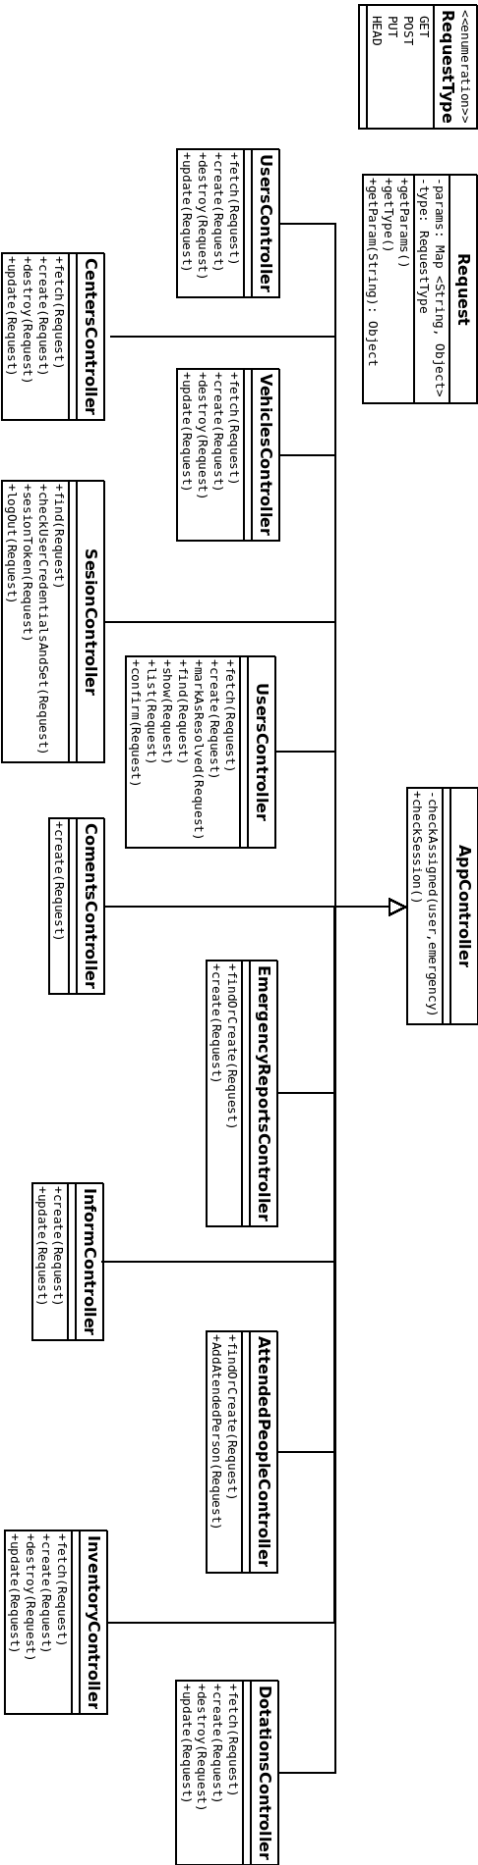 <<enumeration>>
RequestType
GET
POST
PUT
HEAD
Request
-params: Map <String, Object>
-type: RequestType
+getParams()
+getType()
+getParam(String): Object
AppController
-checkAssigned(user,emergency)
+checkSession()
UsersController
+fetch(Request)
+create(Request)
+destroy(Request)
+update(Request)
CentersController
+fetch(Request)
+create(Request)
+destroy(Request)
+update(Request)
VehiclesController
+fetch(Request)
+create(Request)
+destroy(Request)
+update(Request)
SesionController
+find(Request)
+checkUserCredentialsAndSet(Request)
+sesionToken(Request)
+logOut(Request)
UsersController
+fetch(Request)
+create(Request)
+markAsResolved(Request)
+find(Request)
+show(Request)
+list(Request)
+confirm(Request)
ComentsController
+create(Request)
EmergencyReportsController
+findOrCreate(Request)
+create(Request)
InformController
+create(Request)
+update(Request)
AttendedPeopleController
+findOrCreate(Request)
+AddAtendedPerson(Request)
InventoryController
+fetch(Request)
+create(Request)
+destroy(Request)
+update(Request)
DotationsController
+fetch(Request)
+create(Request)
+destroy(Request)
+update(Request)